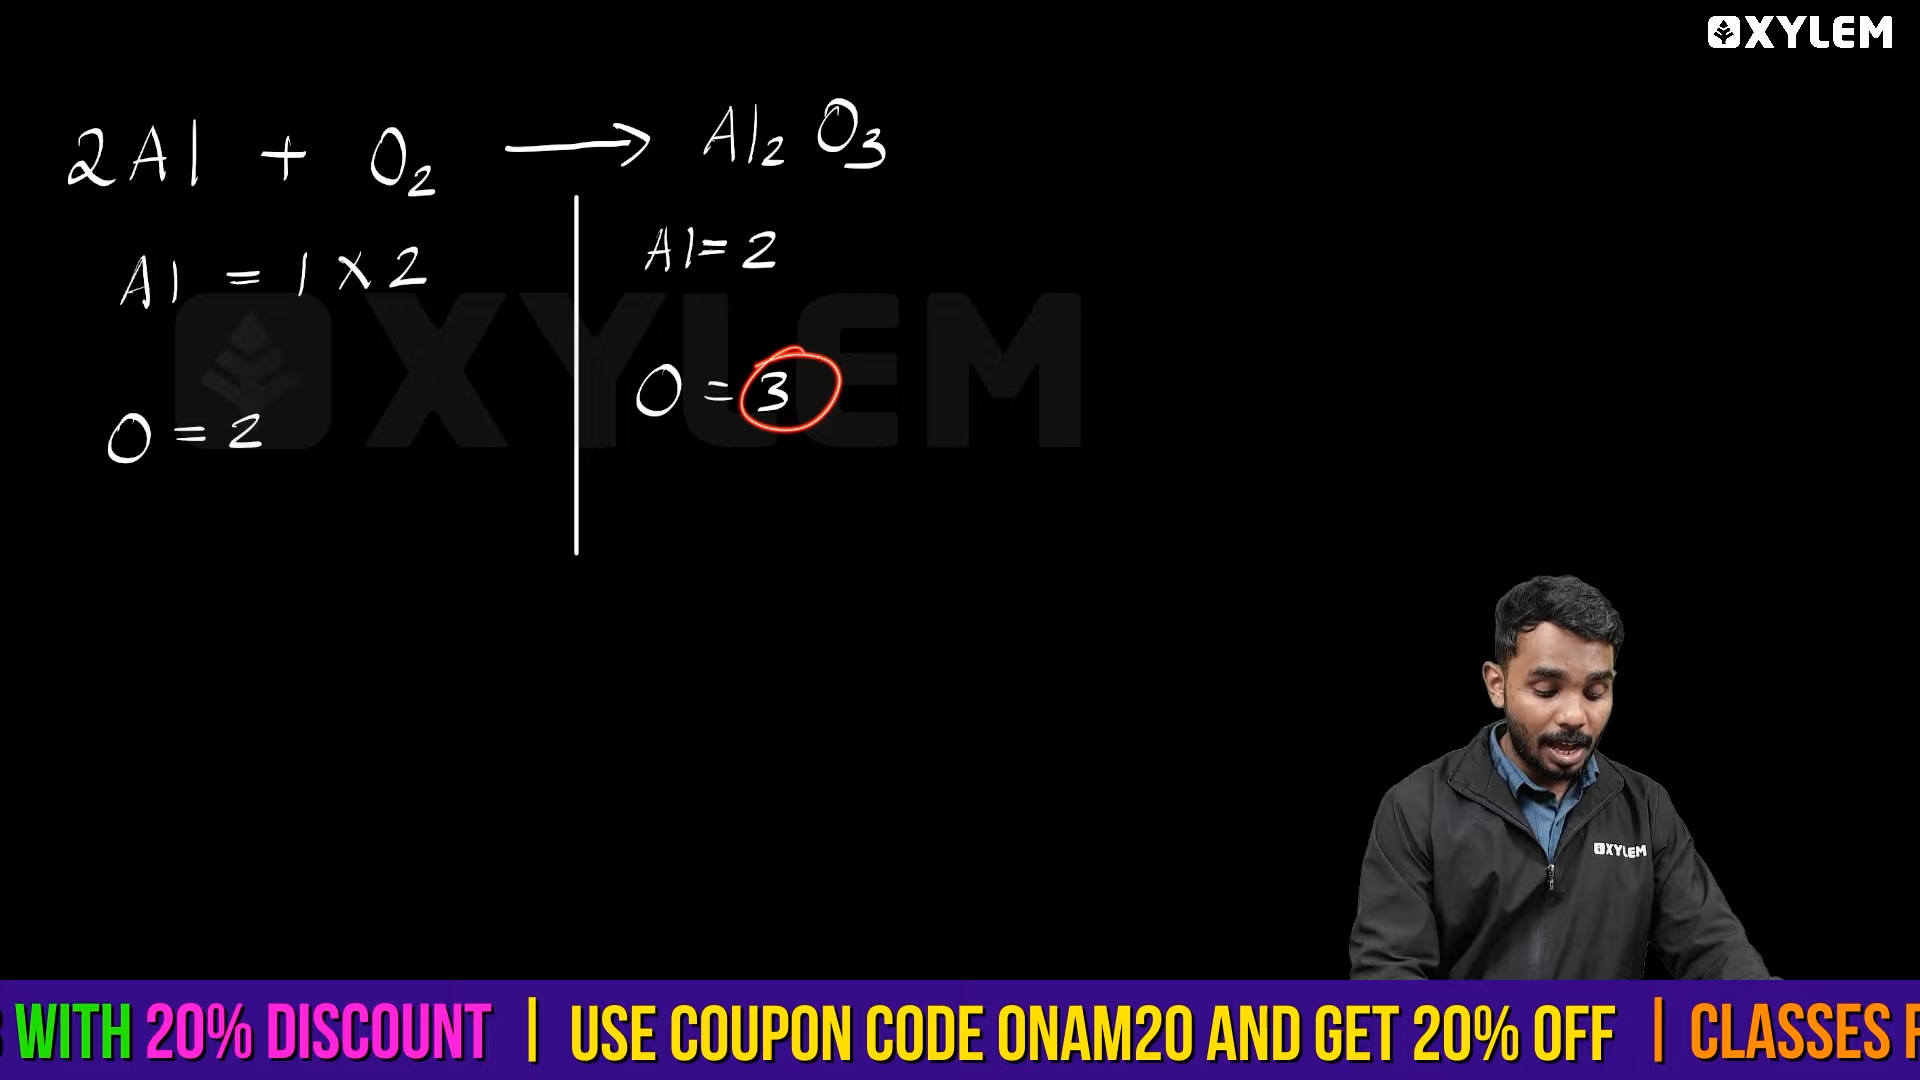 XYLEM
2Al + O₂ ⟶ Al₂ O₃
Al = 1 × 2
Al = 2
O = 3
O = 2
XYLEM
XYLEM
WITH 20% DISCOUNT | USE COUPON CODE ONAM20 AND GET 20% OFF | CLASSES